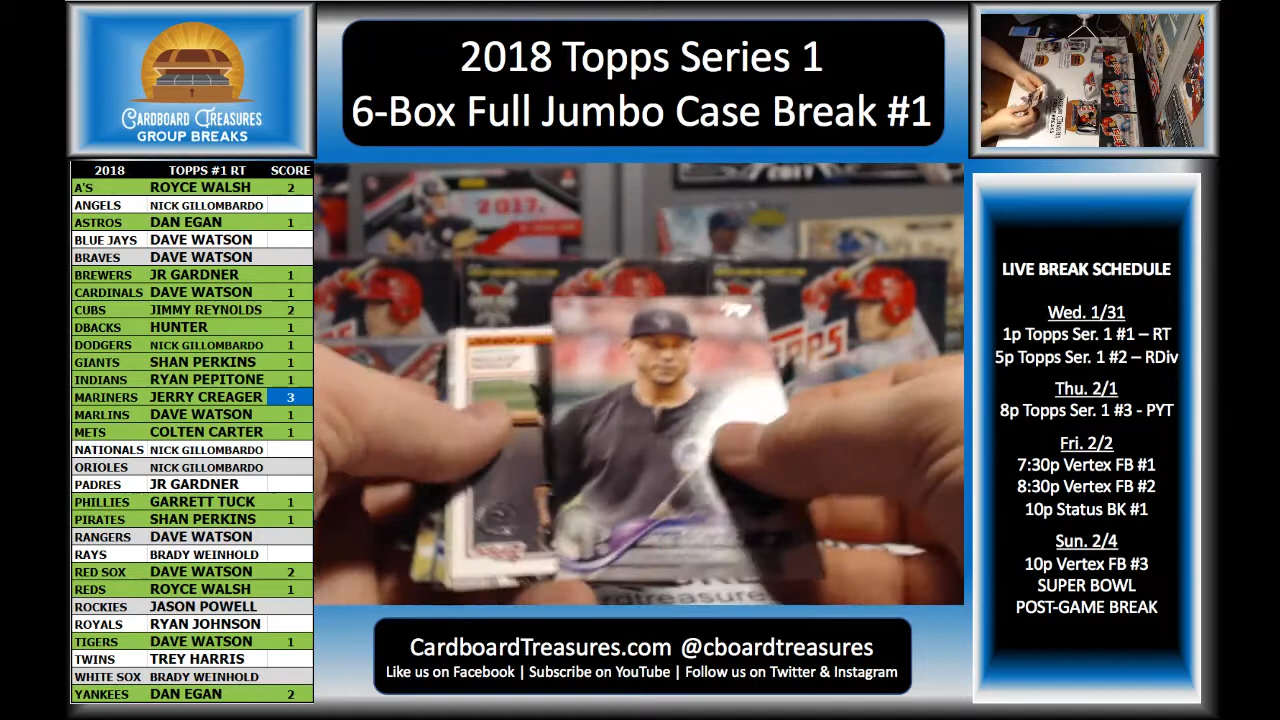 CARDBOARD TREASURES
GROUP BREAKS
2018 Topps Series 1
6-Box Full Jumbo Case Break #1
2018 TOPPS #1 RT SCORE
A'S ROYCE WALSH 2
ANGELS NICK GILLOMBARDO
ASTROS DAN EGAN 1
BLUE JAYS DAVE WATSON
BRAVES DAVE WATSON
BREWERS JR GARDNER 1
CARDINALS DAVE WATSON 1
CUBS JIMMY REYNOLDS 2
DBACKS HUNTER 1
DODGERS NICK GILLOMBARDO 1
GIANTS SHAN PERKINS 1
INDIANS RYAN PEPITONE 1
MARINERS JERRY CREAGER 3
MARLINS DAVE WATSON 1
METS COLTEN CARTER 1
NATIONALS NICK GILLOMBARDO
ORIOLES NICK GILLOMBARDO
PADRES JR GARDNER
PHILLIES GARRETT TUCK 1
PIRATES SHAN PERKINS 1
RANGERS DAVE WATSON
RAYS BRADY WEINHOLD
RED SOX DAVE WATSON 2
REDS ROYCE WALSH 1
ROCKIES JASON POWELL
ROYALS RYAN JOHNSON
TIGERS DAVE WATSON 1
TWINS TREY HARRIS
WHITE SOX BRADY WEINHOLD
YANKEES DAN EGAN 2
2017
TOPPS
CardboardTreasures.com @cboardtreasures
Like us on Facebook | Subscribe on YouTube | Follow us on Twitter & Instagram
LIVE BREAK SCHEDULE
Wed. 1/31
1p Topps Ser. 1 #1 – RT
5p Topps Ser. 1 #2 – RDiv
Thu. 2/1
8p Topps Ser. 1 #3 - PYT
Fri. 2/2
7:30p Vertex FB #1
8:30p Vertex FB #2
10p Status BK #1
Sun. 2/4
10p Vertex FB #3
SUPER BOWL
POST-GAME BREAK